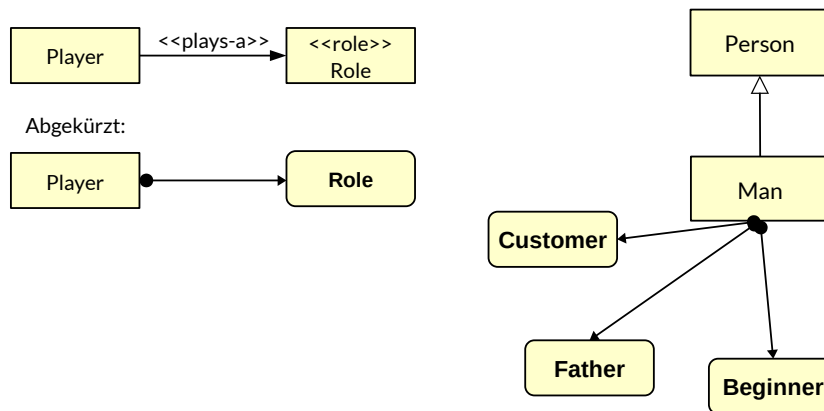 <<plays-a>>
Player
<<role>>
Role
Abgekürzt:
Player
Role
Person
Man
Customer
Father
Beginner